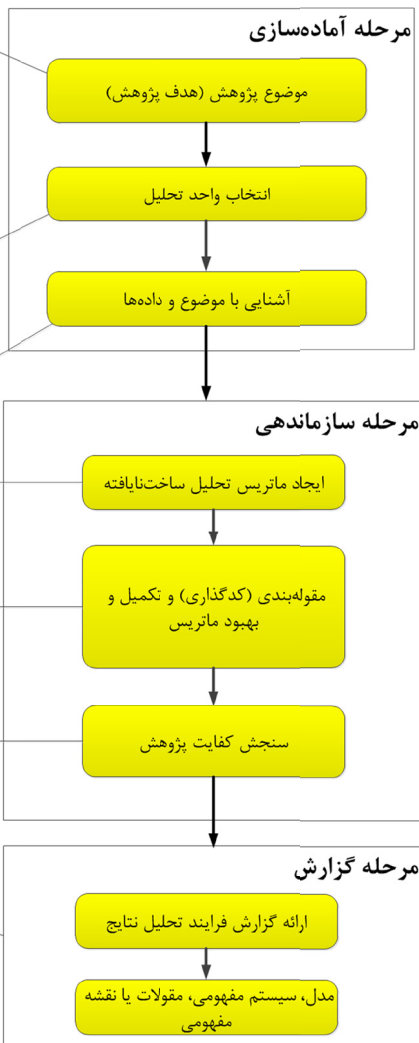 مرحله آماده‌سازی
موضوع پژوهش (هدف پژوهش)
انتخاب واحد تحلیل
آشنایی با موضوع و داده‌ها
مرحله سازماندهی
ایجاد ماتریس تحلیل ساخت‌نایافته
مقوله‌بندی (کدگذاری) و تکمیل و
بهبود ماتریس
سنجش کفایت پژوهش
مرحله گزارش
ارائه گزارش فرایند تحلیل نتایج
مدل، سیستم مفهومی، مقولات یا نقشه
مفهومی